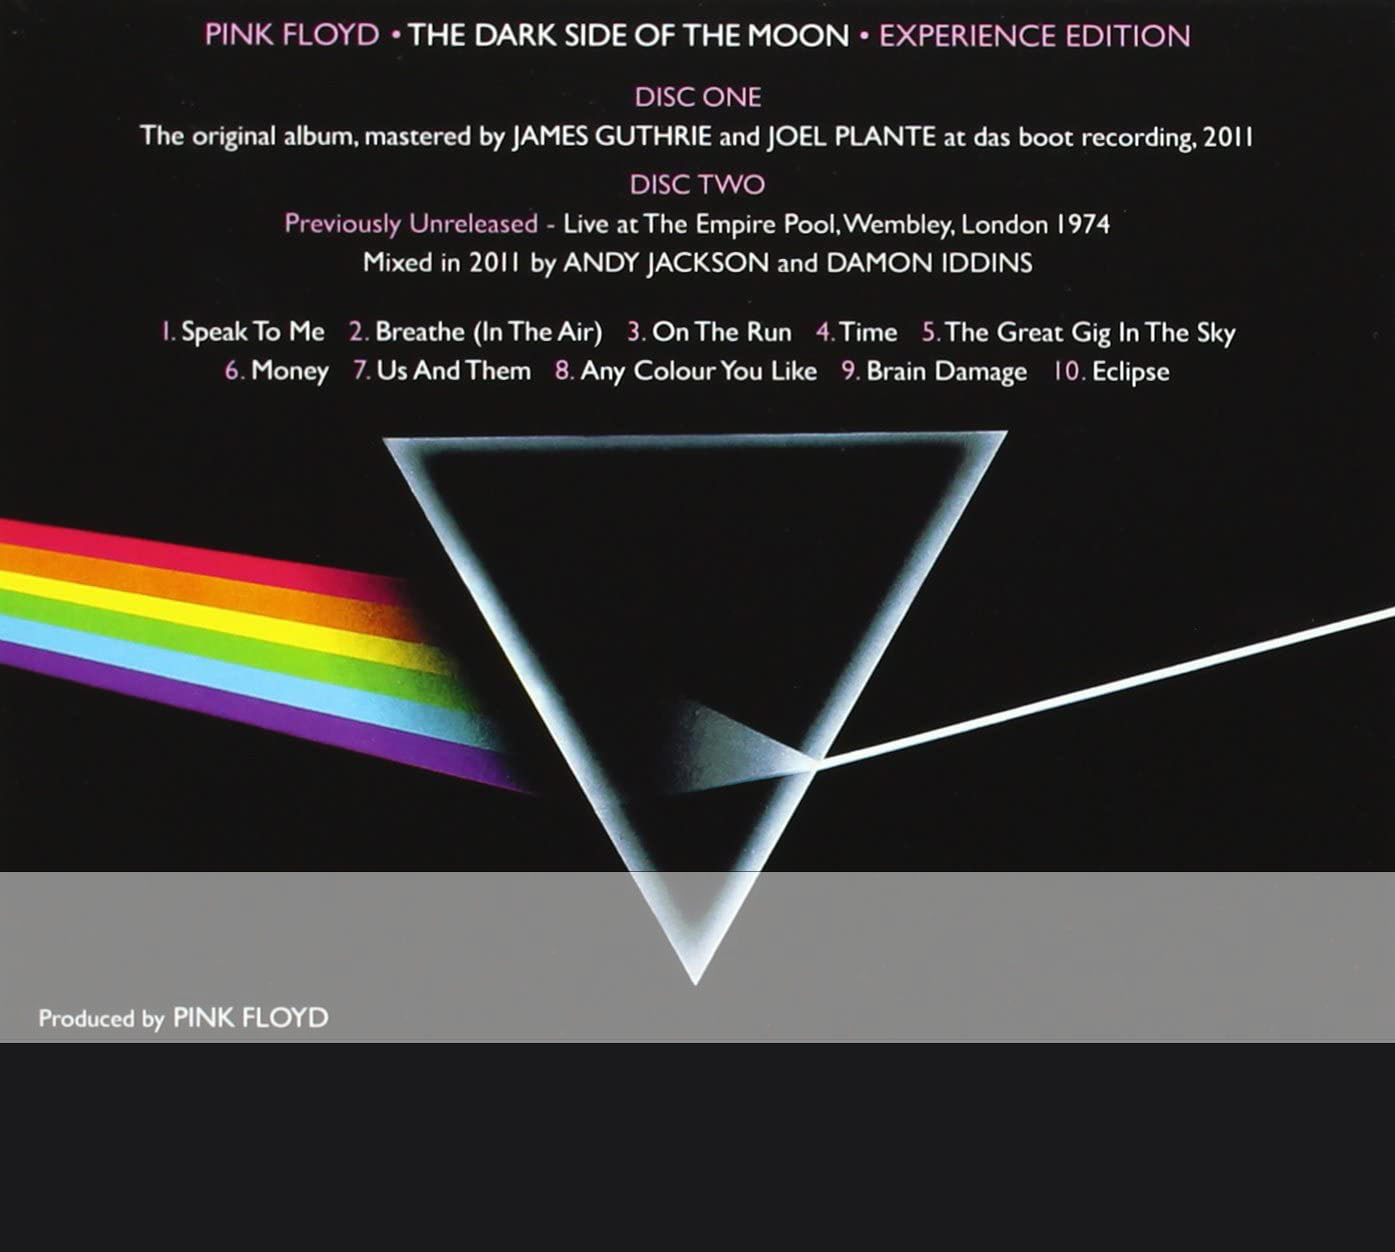 PINK FLOYD • THE DARK SIDE OF THE MOON • EXPERIENCE EDITION
DISC ONE
The original album, mastered by JAMES GUTHRIE and JOEL PLANTE at das boot recording, 2011
DISC TWO
Previously Unreleased - Live at The Empire Pool, Wembley, London 1974
Mixed in 2011 by ANDY JACKSON and DAMON IDDINS
1. Speak To Me 2. Breathe (In The Air) 3. On The Run 4. Time 5. The Great Gig In The Sky
6. Money 7. Us And Them 8. Any Colour You Like 9. Brain Damage 10. Eclipse
Produced by PINK FLOYD